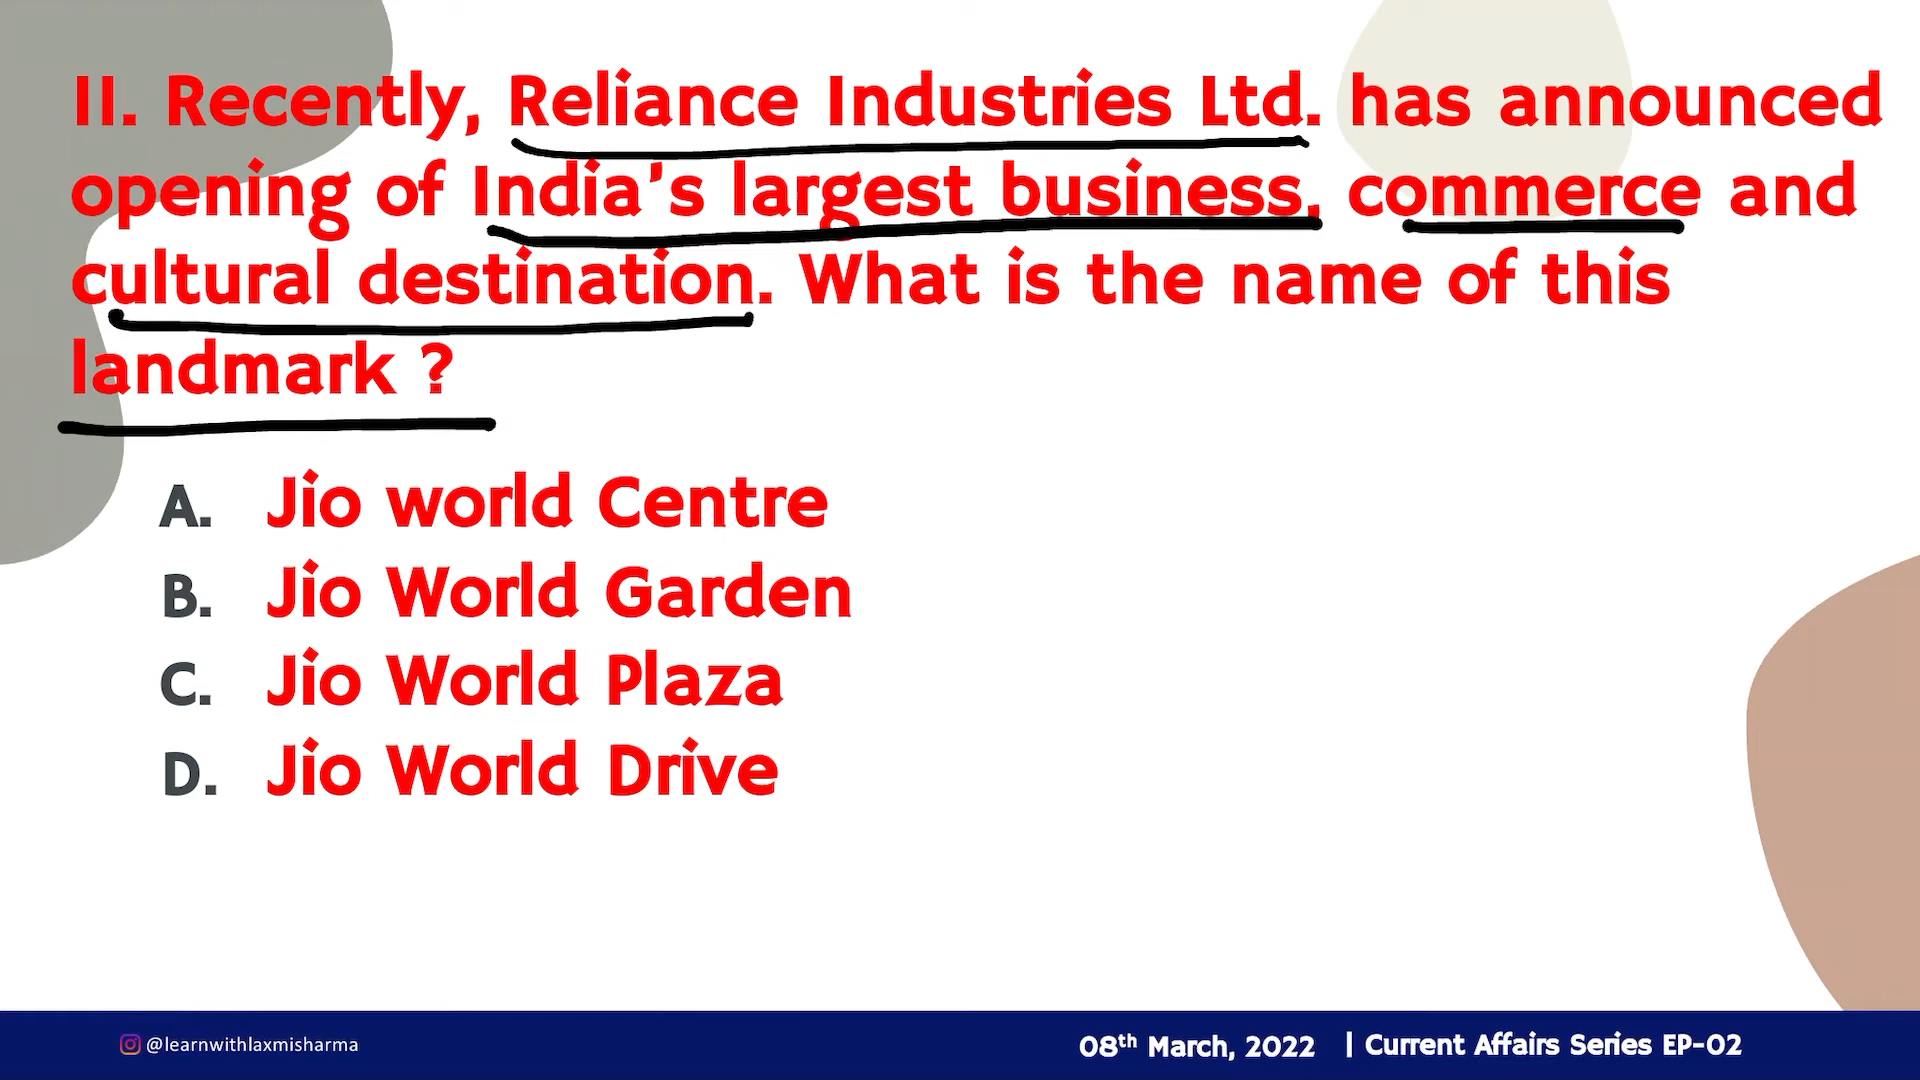 II. Recently, Reliance Industries Ltd. has announced
opening of India's largest business, commerce and
cultural destination. What is the name of this
landmark ?
A. Jio world Centre
B. Jio World Garden
C. Jio World Plaza
D. Jio World Drive
@learnwithlaxmisharma
08th March, 2022 | Current Affairs Series EP-02